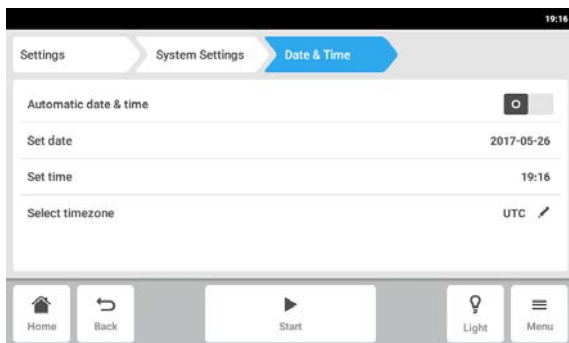 19:16
Settings System Settings Date & Time
Automatic date & time
Set date 2017-05-26
Set time 19:16
Select timezone UTC
Home Back Start Light Menu